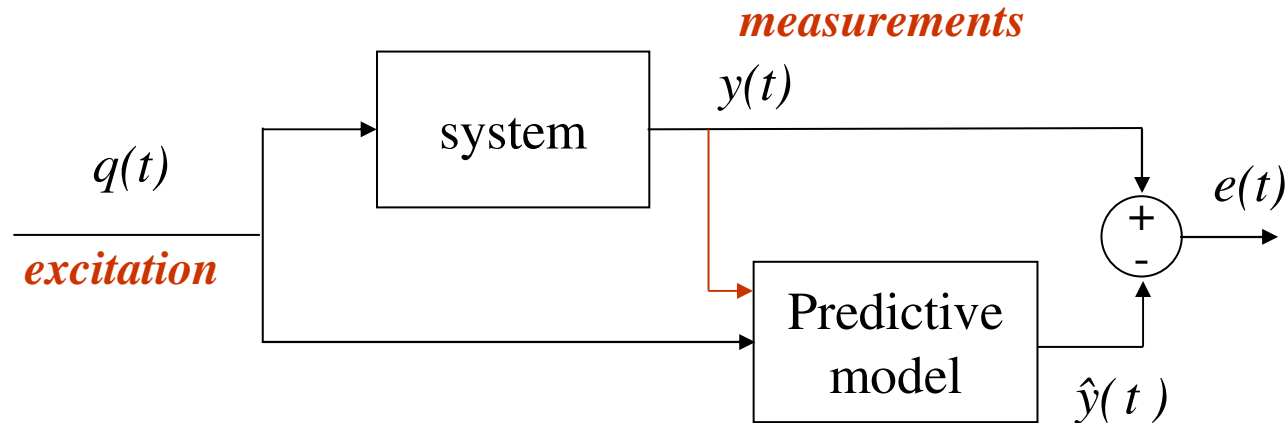 measurements
y(t)
system
q(t)
e(t)
+
-
excitation
Predictive
model
ŷ( t )